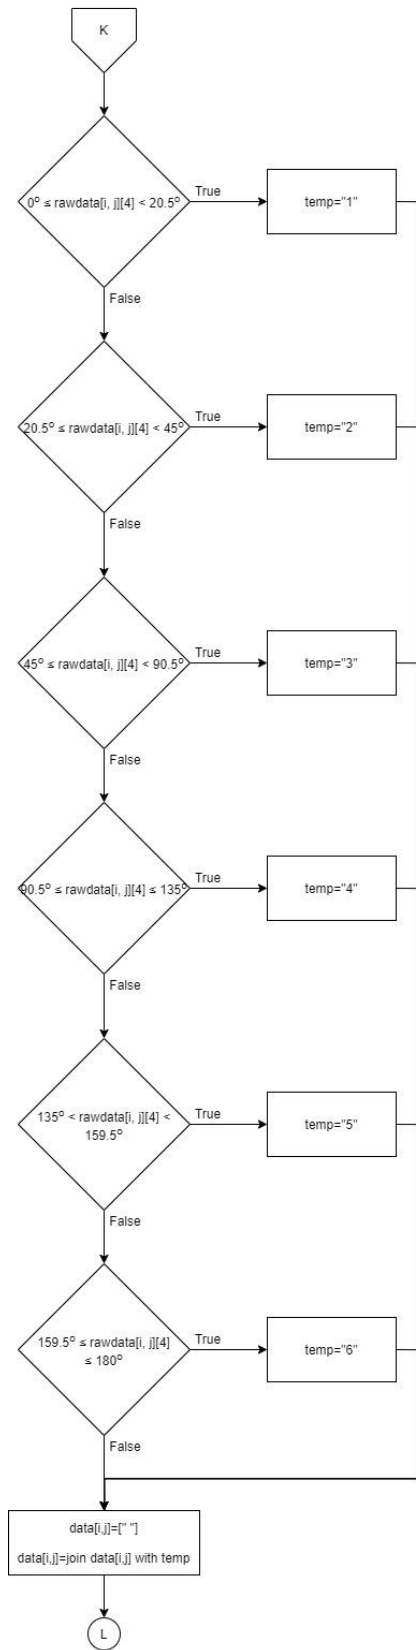 K
0° ≤ rawdata[i, j][4] < 20.5°
True
temp="1"
False
20.5° ≤ rawdata[i, j][4] < 45°
True
temp="2"
False
45° ≤ rawdata[i, j][4] < 90.5°
True
temp="3"
False
90.5° ≤ rawdata[i, j][4] ≤ 135°
True
temp="4"
False
135° < rawdata[i, j][4] <
159.5°
True
temp="5"
False
159.5° ≤ rawdata[i, j][4]
≤ 180°
True
temp="6"
False
data[i,j]=[" "]
data[i,j]=join data[i,j] with temp
L